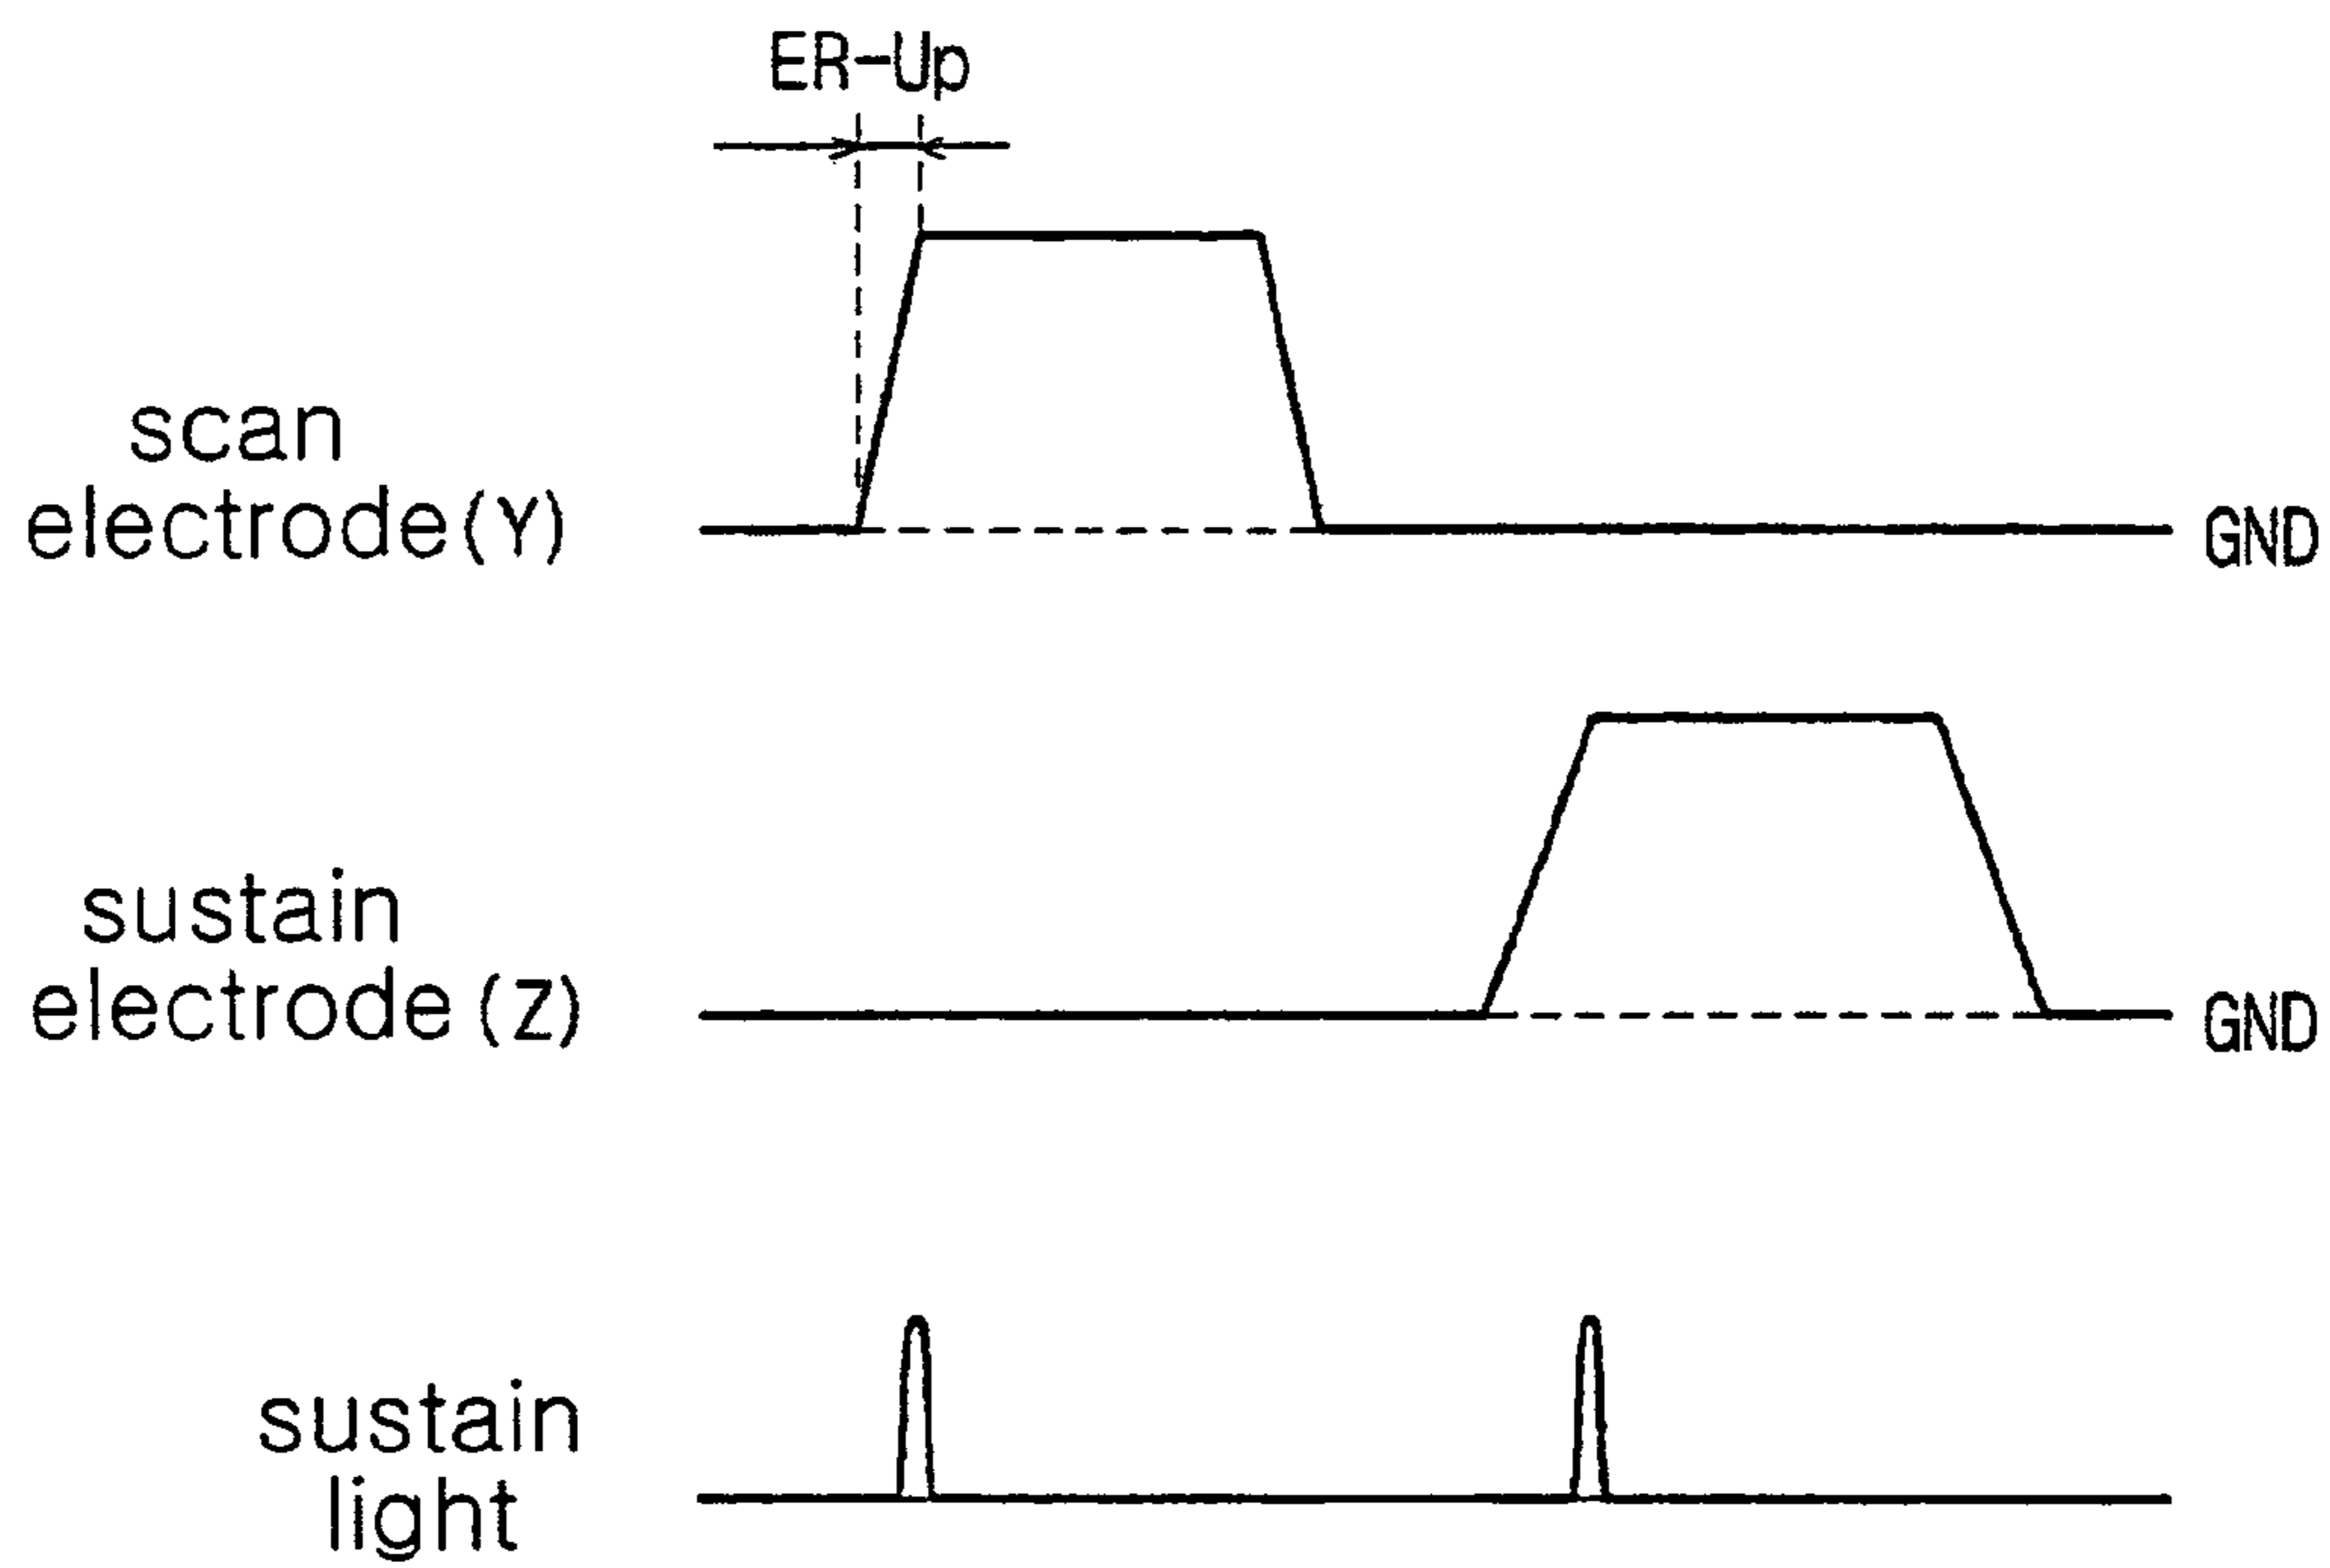 ER-Up
scan
electrode(Y)
GND
sustain
electrode(Z)
GND
sustain
light